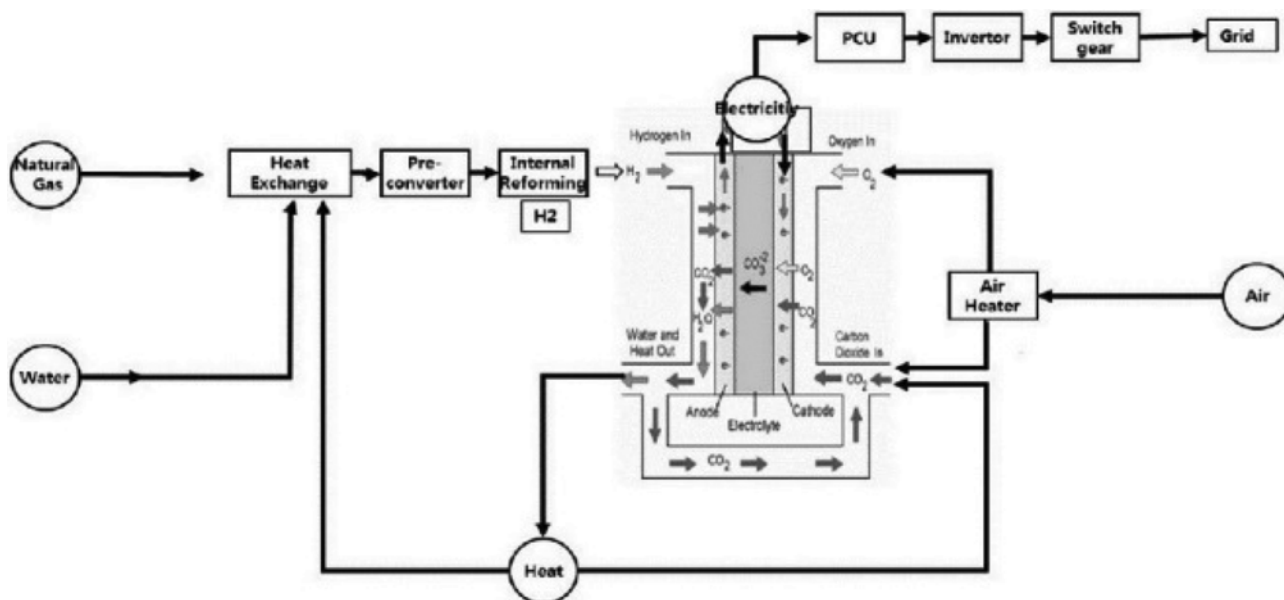 PCU
Invertor
Switch
gear
Grid
Electricitiy
Hydrogen In
Oxygen In
Natural
Gas
Heat
Exchange
Pre-
converter
Internal
Reforming
H2
H2
O2
CO2
CO3-2
O2
H2O
CO2
Air
Heater
Air
Water and
Heat Out
Carbon
Dioxide In
Water
CO2
Anode
Cathode
Electrolyte
CO2
Heat